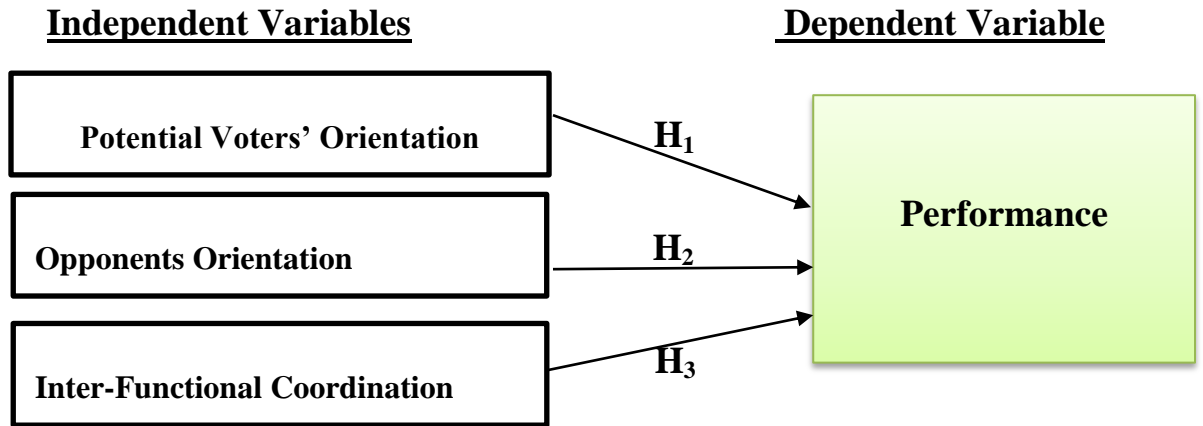 Independent Variables
Dependent Variable
Potential Voters’ Orientation
H₁
Performance
Opponents Orientation
H₂
Inter-Functional Coordination
H₃